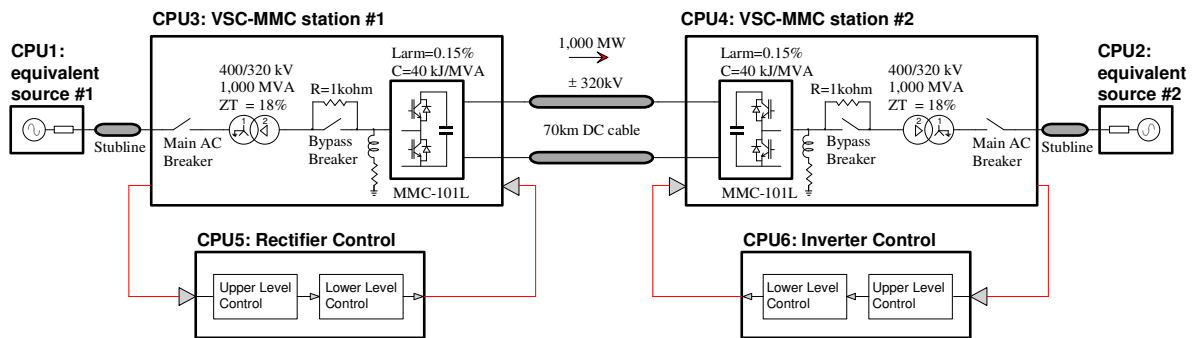 CPU3: VSC-MMC station #1
CPU4: VSC-MMC station #2
CPU1:
equivalent
source #1
Stubline
Main AC
Breaker
400/320 kV
1,000 MVA
ZT = 18%
1
2
R=1kohm
Bypass
Breaker
Larm=0.15%
C=40 kJ/MVA
MMC-101L
1,000 MW
± 320kV
70km DC cable
Larm=0.15%
C=40 kJ/MVA
MMC-101L
R=1kohm
Bypass
Breaker
400/320 kV
1,000 MVA
ZT = 18%
2
1
Main AC
Breaker
Stubline
CPU2:
equivalent
source #2
CPU5: Rectifier Control
Upper Level
Control
Lower Level
Control
CPU6: Inverter Control
Lower Level
Control
Upper Level
Control